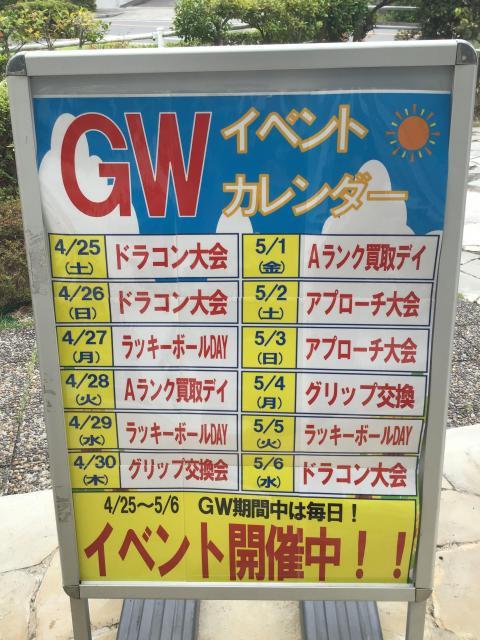 GW イベント
カレンダー
4/25(土) ドラコン大会
4/26(日) ドラコン大会
4/27(月) ラッキーボールDAY
4/28(火) Aランク買取デイ
4/29(水) ラッキーボールDAY
4/30(木) グリップ交換会
5/1(金) Aランク買取デイ
5/2(土) アプローチ大会
5/3(日) アプローチ大会
5/4(月) グリップ交換
5/5(火) ラッキーボールDAY
5/6(水) ドラコン大会
4/25～5/6 GW期間中は毎日！
イベント開催中！！